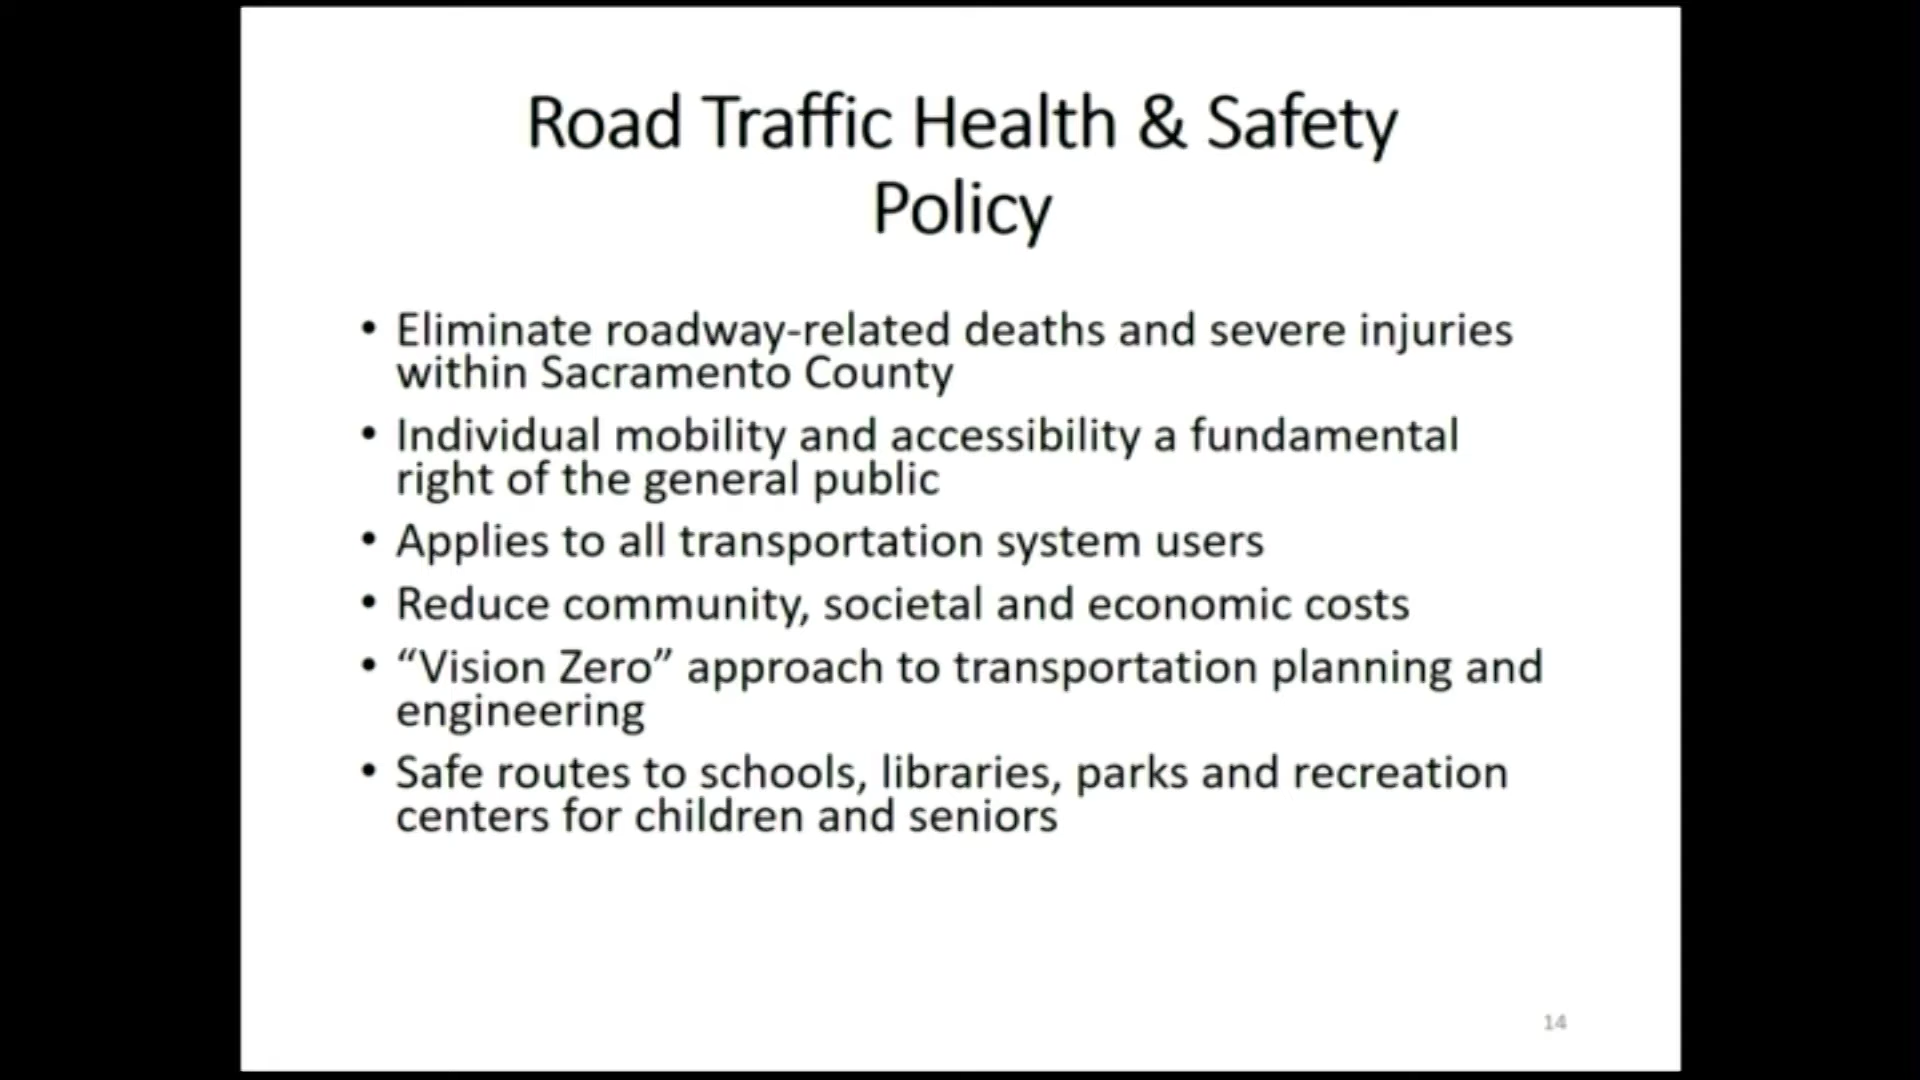 Road Traffic Health & Safety
Policy
• Eliminate roadway-related deaths and severe injuries
within Sacramento County
• Individual mobility and accessibility a fundamental
right of the general public
• Applies to all transportation system users
• Reduce community, societal and economic costs
• “Vision Zero” approach to transportation planning and
engineering
• Safe routes to schools, libraries, parks and recreation
centers for children and seniors
14